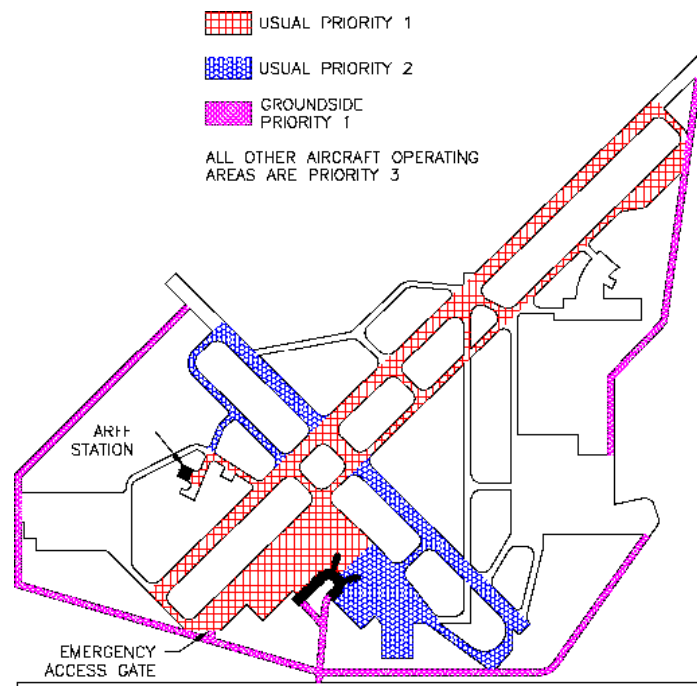 USUAL PRIORITY 1
USUAL PRIORITY 2
GROUNDSIDE
PRIORITY 1
ALL OTHER AIRCRAFT OPERATING
AREAS ARE PRIORITY 3
ARFF
STATION
EMERGENCY
ACCESS GATE